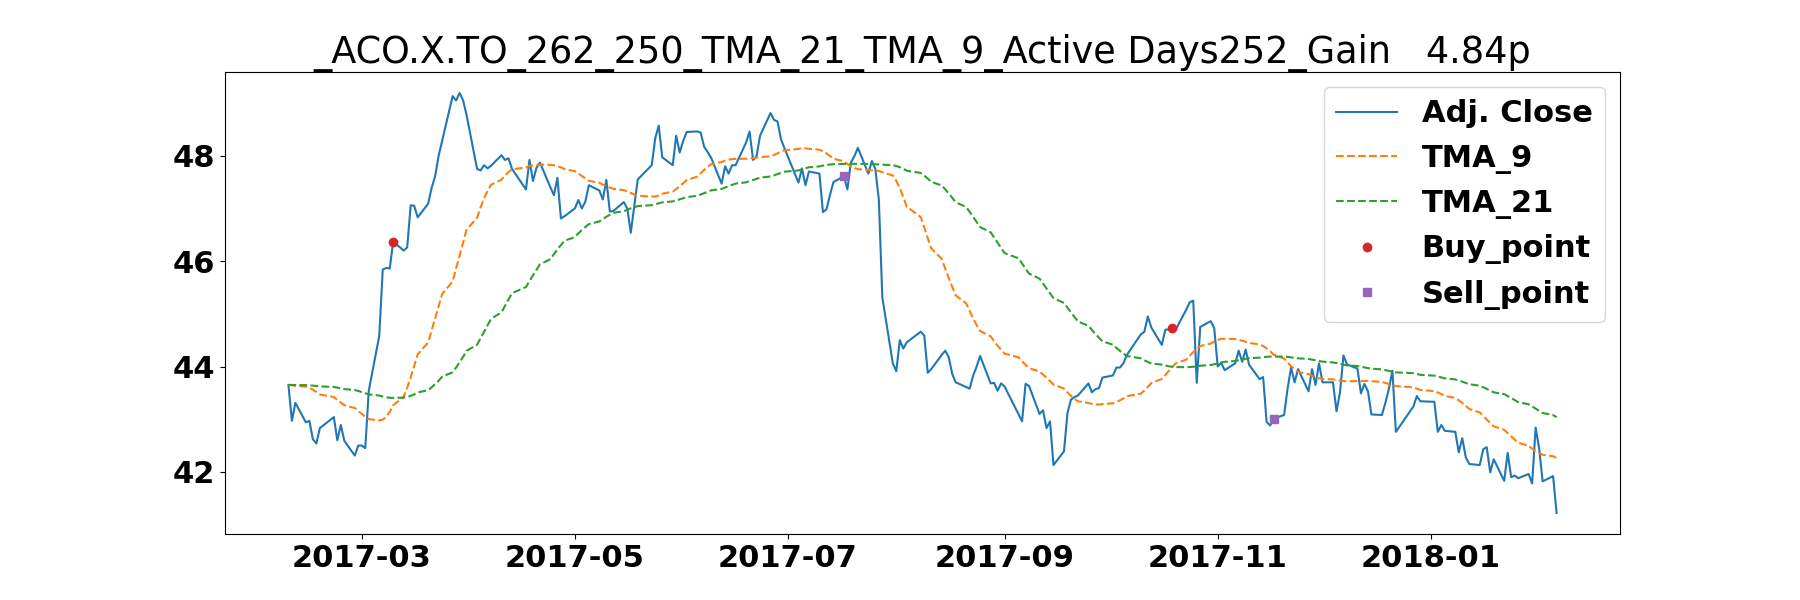 _ACO.X.TO_262_250_TMA_21_TMA_9_Active Days252_Gain   4.84p
Adj. Close
TMA_9
TMA_21
Buy_point
Sell_point
48
46
44
42
2017-03 2017-05 2017-07 2017-09 2017-11 2018-01